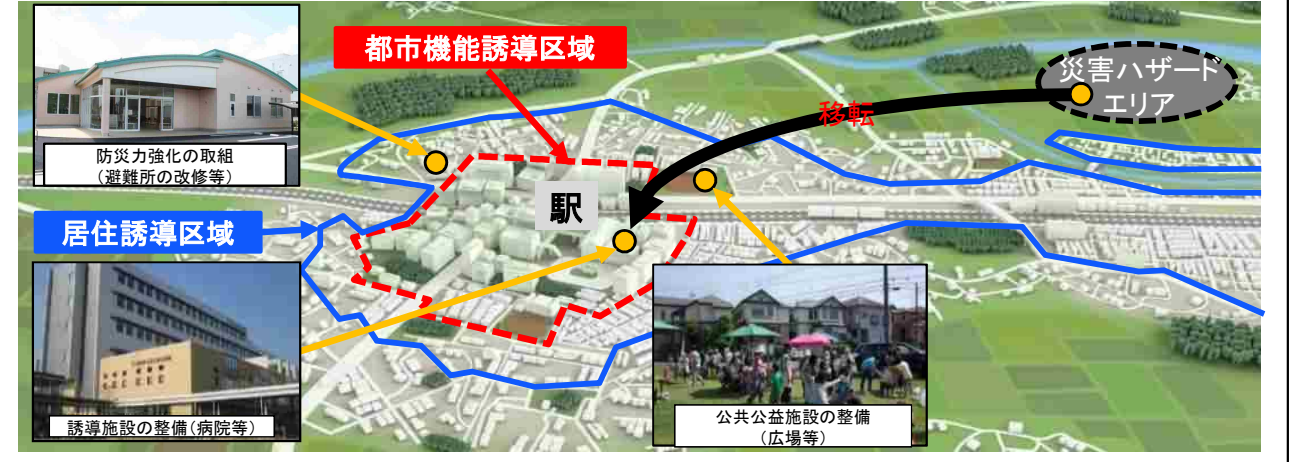 都市機能誘導区域
災害ハザード
エリア
移転
防災力強化の取組
（避難所の改修等）
駅
居住誘導区域
誘導施設の整備（病院等）
公共公益施設の整備
（広場等）